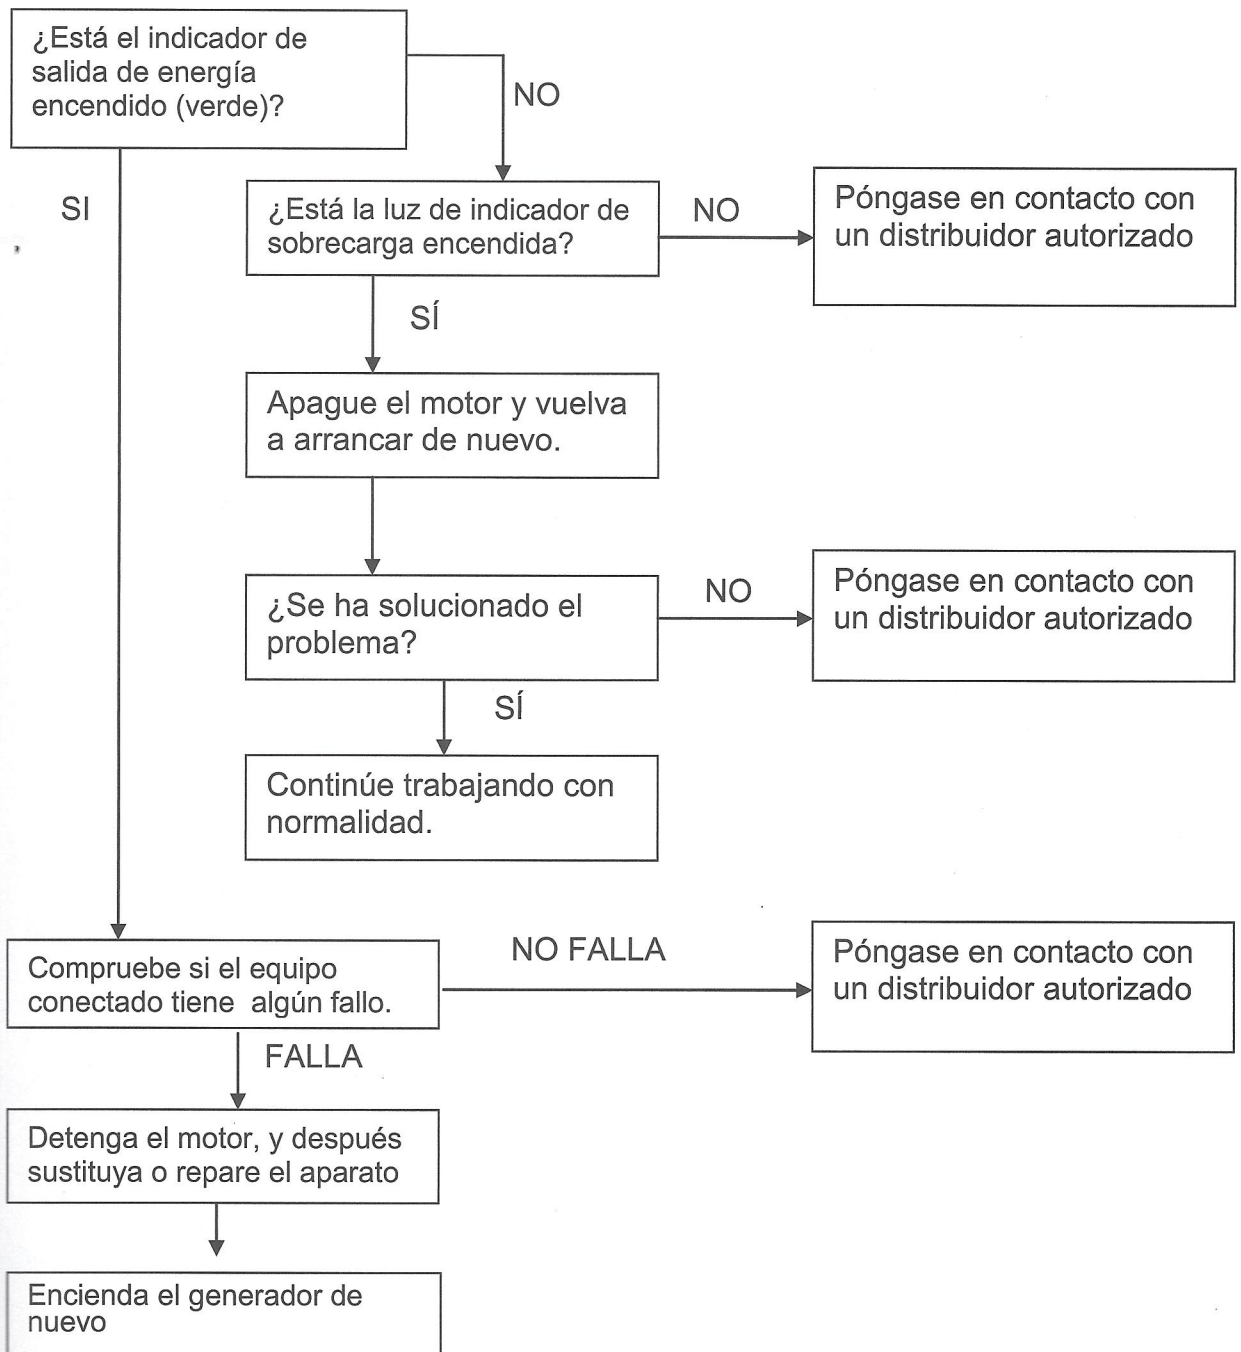 ¿Está el indicador de
salida de energía
encendido (verde)?
NO
SI
¿Está la luz de indicador de
sobrecarga encendida?
NO
Póngase en contacto con
un distribuidor autorizado
SÍ
Apague el motor y vuelva
a arrancar de nuevo.
¿Se ha solucionado el
problema?
NO
Póngase en contacto con
un distribuidor autorizado
SÍ
Continúe trabajando con
normalidad.
Compruebe si el equipo
conectado tiene algún fallo.
NO FALLA
Póngase en contacto con
un distribuidor autorizado
FALLA
Detenga el motor, y después
sustituya o repare el aparato
Encienda el generador de
nuevo